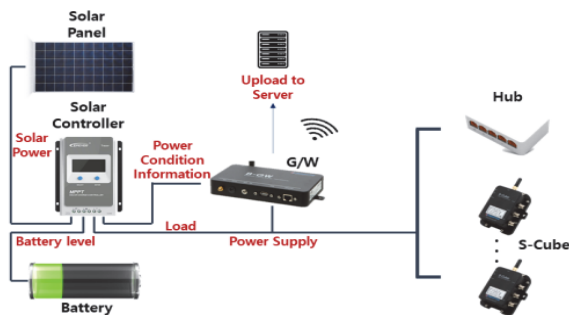 Solar
Panel
Upload to
Server
Hub
Solar
Controller
Solar
Power
Power
Condition
Information
G/W
MPPT
Battery level
Load
Power Supply
S-Cube
Battery